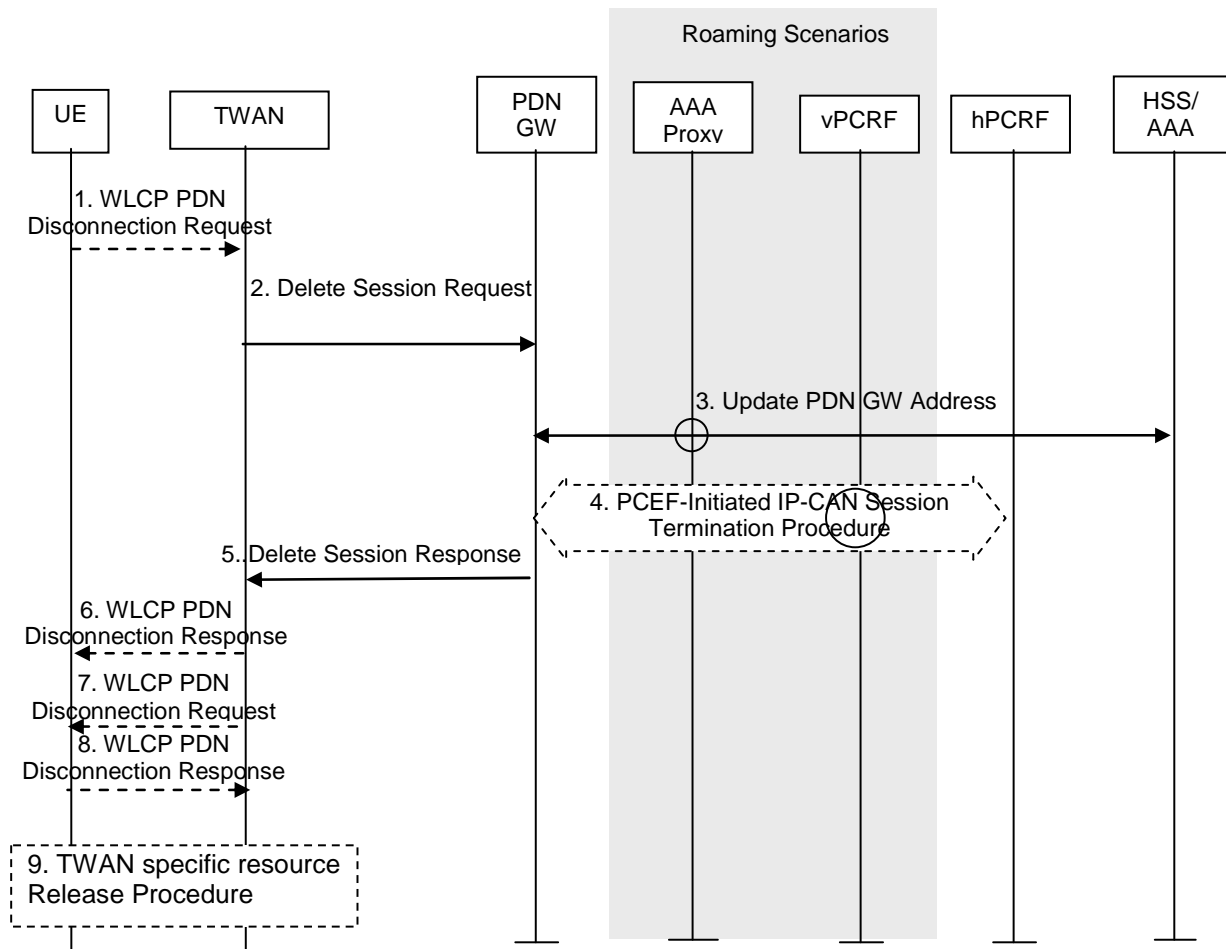 Roaming Scenarios
UE
TWAN
PDN
GW
AAA
Proxy
vPCRF
hPCRF
HSS/
AAA
1. WLCP PDN
Disconnection Request
2. Delete Session Request
3. Update PDN GW Address
4. PCEF-Initiated IP-CAN Session
Termination Procedure
5..Delete Session Response
6. WLCP PDN
Disconnection Response
7. WLCP PDN
Disconnection Request
8. WLCP PDN
Disconnection Response
9. TWAN specific resource
Release Procedure